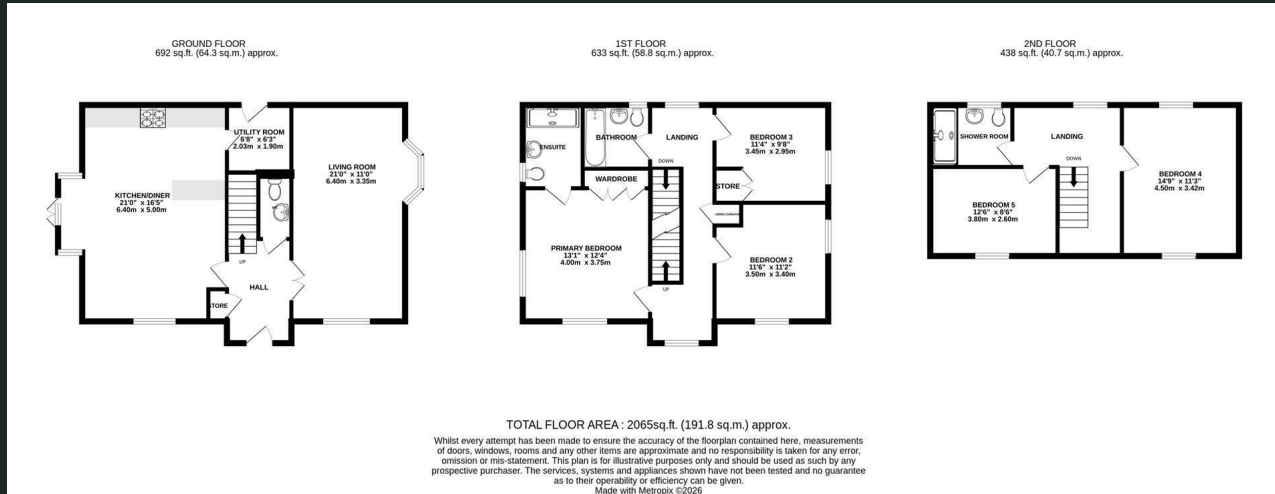 GROUND FLOOR
692 sq.ft. (64.3 sq.m.) approx.
UTILITY ROOM
6'8" x 6'3"
2.03m x 1.90m
LIVING ROOM
21'0" x 11'0"
6.40m x 3.35m
KITCHEN/DINER
21'0" x 16'5"
6.40m x 5.00m
UP
HALL
STORE
1ST FLOOR
633 sq.ft. (58.8 sq.m.) approx.
ENSUITE
BATHROOM
LANDING
BEDROOM 3
11'4" x 9'8"
3.45m x 2.95m
DOWN
WARDROBE
STORE
PRIMARY BEDROOM
13'1" x 12'4"
4.00m x 3.75m
BEDROOM 2
11'6" x 11'2"
3.50m x 3.40m
UP
2ND FLOOR
438 sq.ft. (40.7 sq.m.) approx.
SHOWER ROOM
LANDING
DOWN
BEDROOM 4
14'9" x 11'3"
4.50m x 3.42m
BEDROOM 5
12'6" x 8'6"
3.80m x 2.60m
TOTAL FLOOR AREA : 2065sq.ft. (191.8 sq.m.) approx.
Whilst every attempt has been made to ensure the accuracy of the floorplan contained here, measurements
of doors, windows, rooms and any other items are approximate and no responsibility is taken for any error,
omission or mis-statement. This plan is for illustrative purposes only and should be used as such by any
prospective purchaser. The services, systems and appliances shown have not been tested and no guarantee
as to their operability or efficiency can be given.
Made with Metropix ©2026